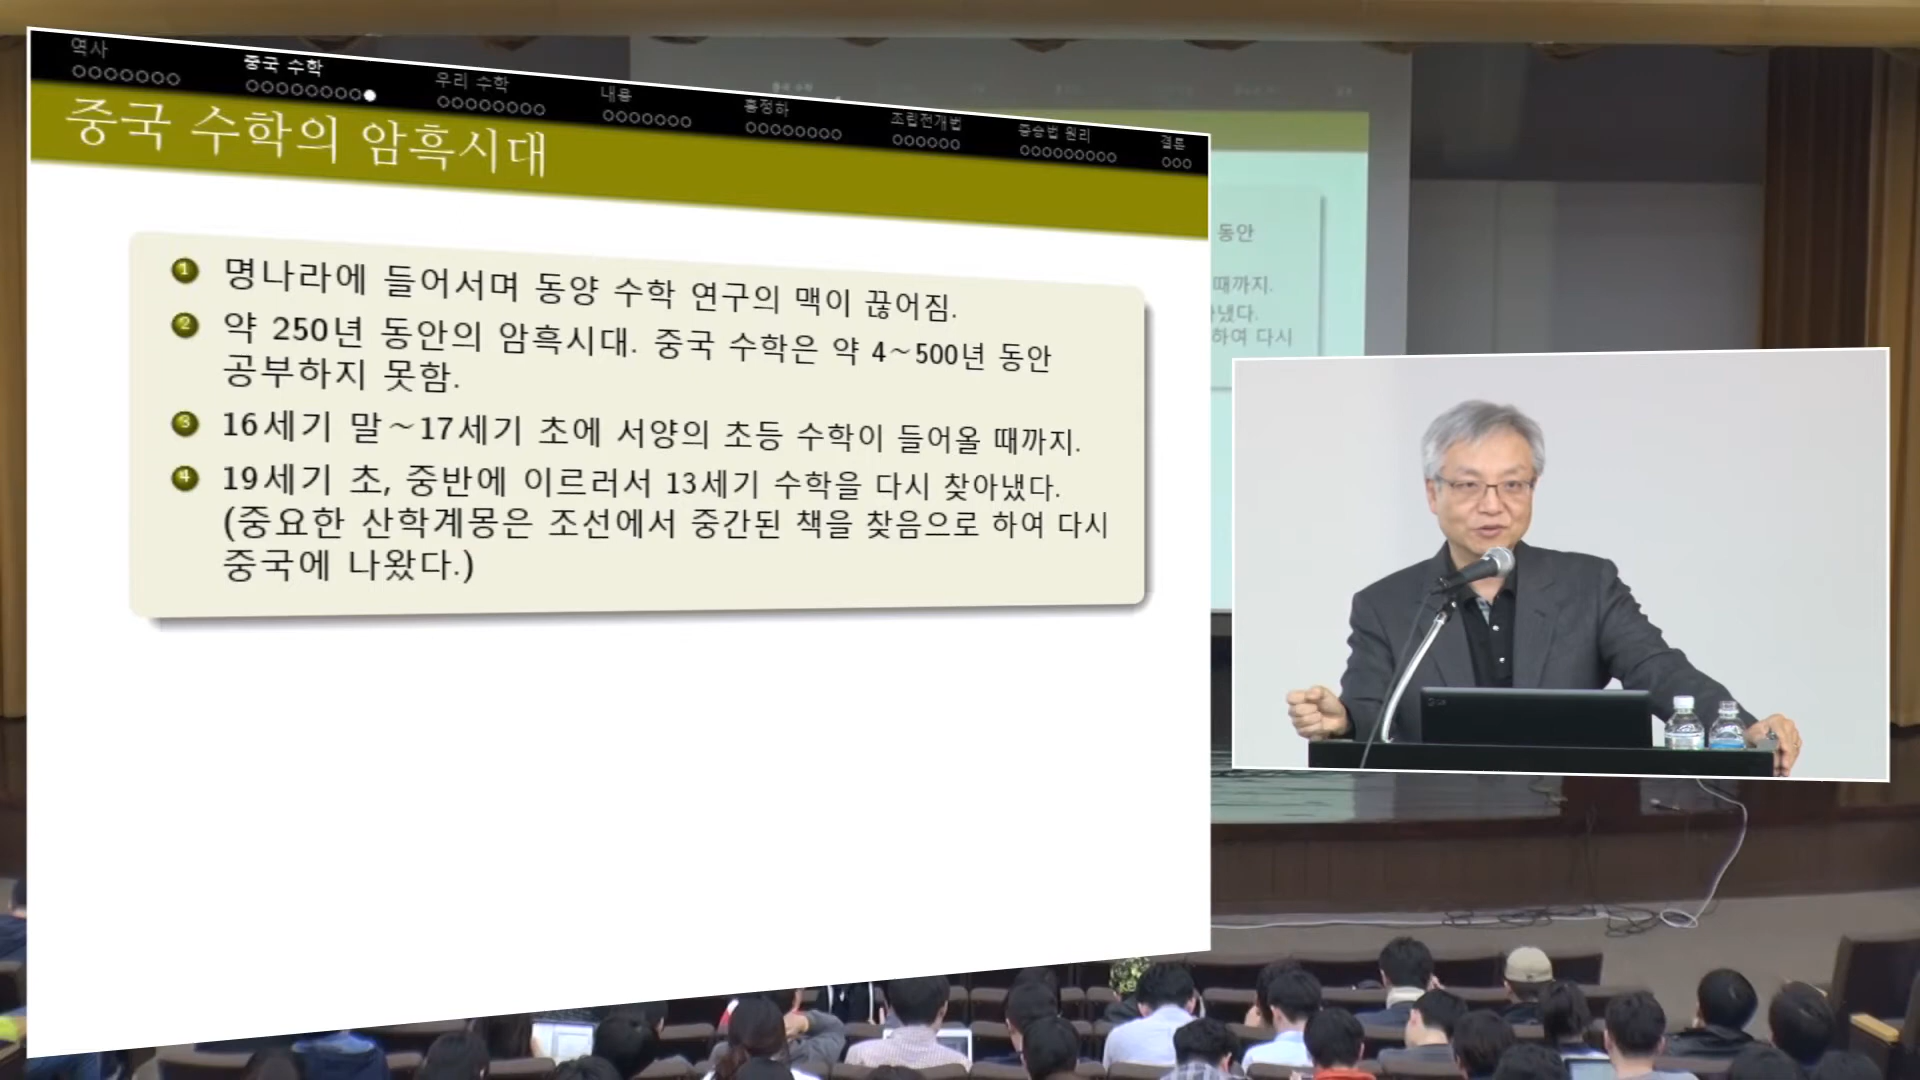 역사
중국 수학
우리 수학
내용
홍정하
조립전개법
증승법 원리
결론
중국 수학의 암흑시대
1 명나라에 들어서며 동양 수학 연구의 맥이 끊어짐.
2 약 250년 동안의 암흑시대. 중국 수학은 약 4~500년 동안
공부하지 못함.
3 16세기 말~17세기 초에 서양의 초등 수학이 들어올 때까지.
4 19세기 초, 중반에 이르러서 13세기 수학을 다시 찾아냈다.
(중요한 산학계몽은 조선에서 중간된 책을 찾음으로 하여 다시
중국에 나왔다.)
동안
때까지.
냈다.
하여 다시